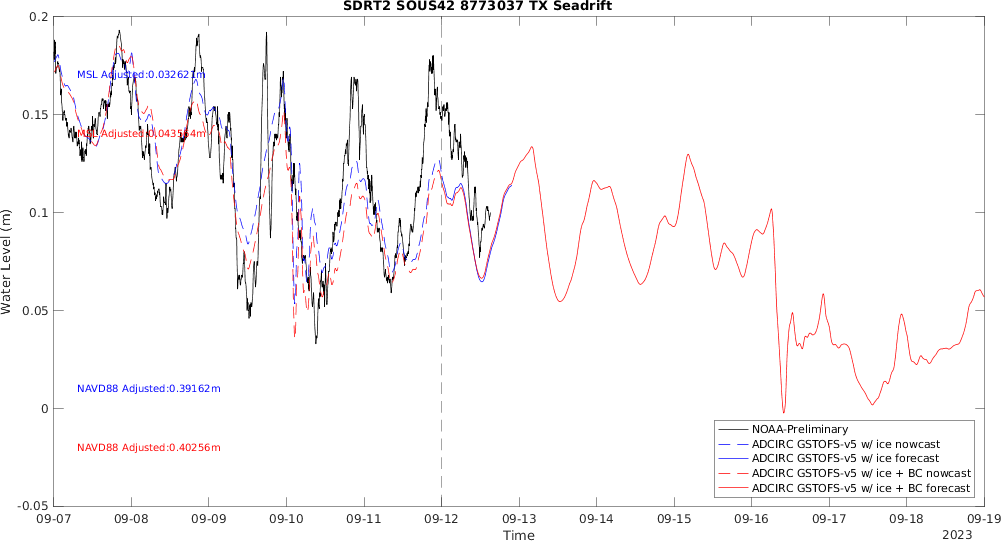 SDRT2 SOUS42 8773037 TX Seadrift
0.2
0.15
0.1
0.05
0
-0.05
Water Level (m)
MSL Adjusted:0.032621m
MSL Adjusted:0.043564m
NAVD88 Adjusted:0.39162m
NAVD88 Adjusted:0.40256m
NOAA-Preliminary
ADCIRC GSTOFS-v5 w/ ice nowcast
ADCIRC GSTOFS-v5 w/ ice forecast
ADCIRC GSTOFS-v5 w/ ice + BC nowcast
ADCIRC GSTOFS-v5 w/ ice + BC forecast
09-07 09-08 09-09 09-10 09-11 09-12 09-13 09-14 09-15 09-16 09-17 09-18 09-19
Time
2023